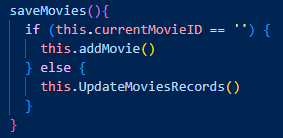 saveMovies(){
if (this.currentMovieID == '') {
this.addMovie()
} else {
this.UpdateMoviesRecords()
}
}